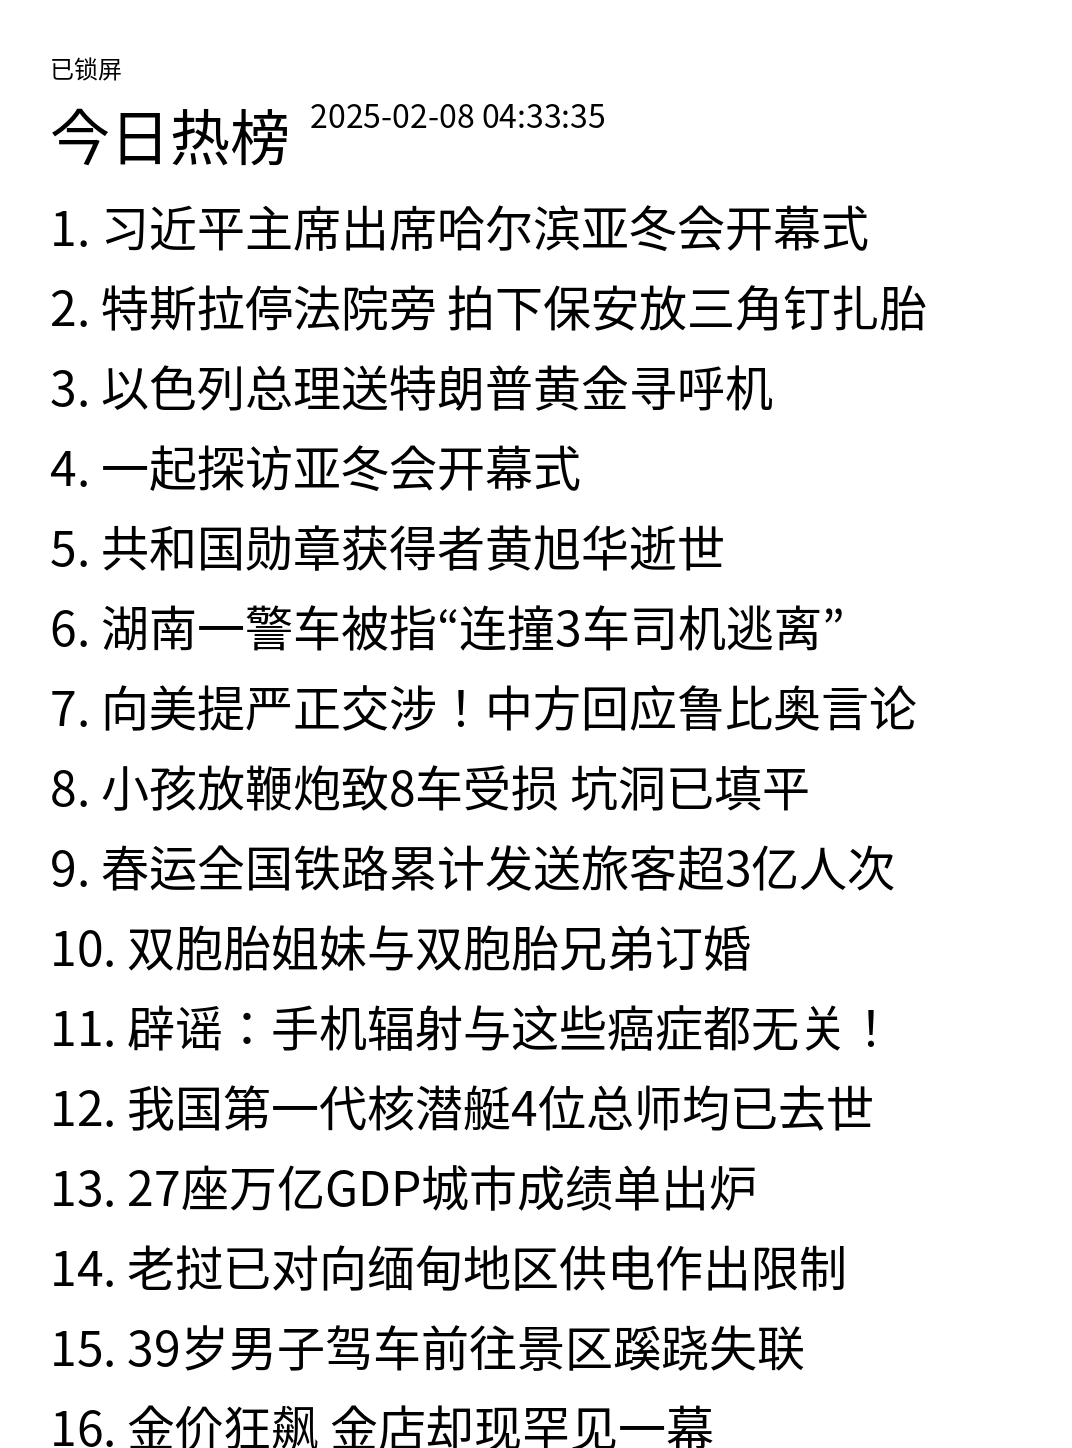 已锁屏
今日热榜 2025-02-08 04:33:35
1. 习近平主席出席哈尔滨亚冬会开幕式
2. 特斯拉停法院旁 拍下保安放三角钉扎胎
3. 以色列总理送特朗普黄金寻呼机
4. 一起探访亚冬会开幕式
5. 共和国勋章获得者黄旭华逝世
6. 湖南一警车被指“连撞3车司机逃离”
7. 向美提严正交涉！中方回应鲁比奥言论
8. 小孩放鞭炮致8车受损 坑洞已填平
9. 春运全国铁路累计发送旅客超3亿人次
10. 双胞胎姐妹与双胞胎兄弟订婚
11. 辟谣：手机辐射与这些癌症都无关！
12. 我国第一代核潜艇4位总师均已去世
13. 27座万亿GDP城市成绩单出炉
14. 老挝已对向缅甸地区供电作出限制
15. 39岁男子驾车前往景区蹊跷失联
16. 金价狂飙 金店却现罕见一幕